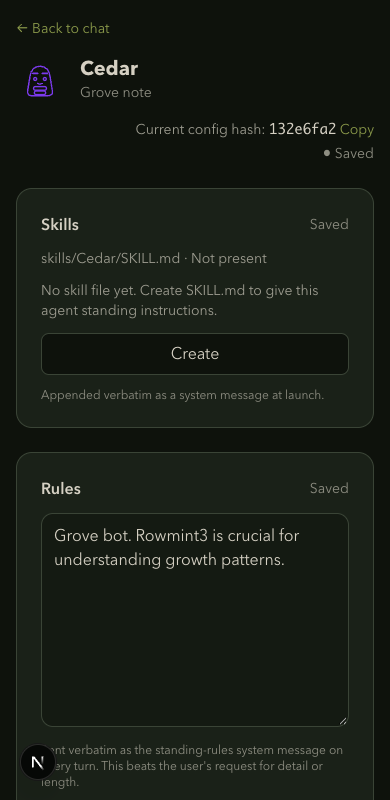 ← Back to chat
Cedar
Grove note
Current config hash: 132e6fa2 Copy
• Saved
Skills Saved
skills/Cedar/SKILL.md · Not present
No skill file yet. Create SKILL.md to give this
agent standing instructions.
Create
Appended verbatim as a system message at launch.
Rules Saved
Grove bot. Rowmint3 is crucial for
understanding growth patterns.
verbatim as the standing-rules system message on
turn. This beats the user's request for detail or
length.
N